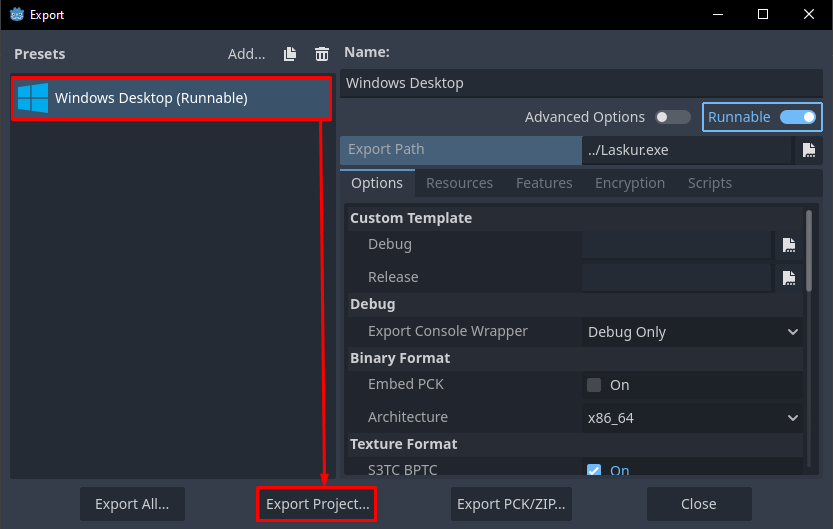 Export
Presets
Add...
Name:
Windows Desktop (Runnable)
Windows Desktop
Advanced Options
Runnable
Export Path
../Laskur.exe
Options
Resources
Features
Encryption
Scripts
Custom Template
Debug
Release
Debug
Export Console Wrapper
Debug Only
Binary Format
Embed PCK
On
Architecture
x86_64
Texture Format
S3TC BPTC
On
Export All...
Export Project...
Export PCK/ZIP...
Close